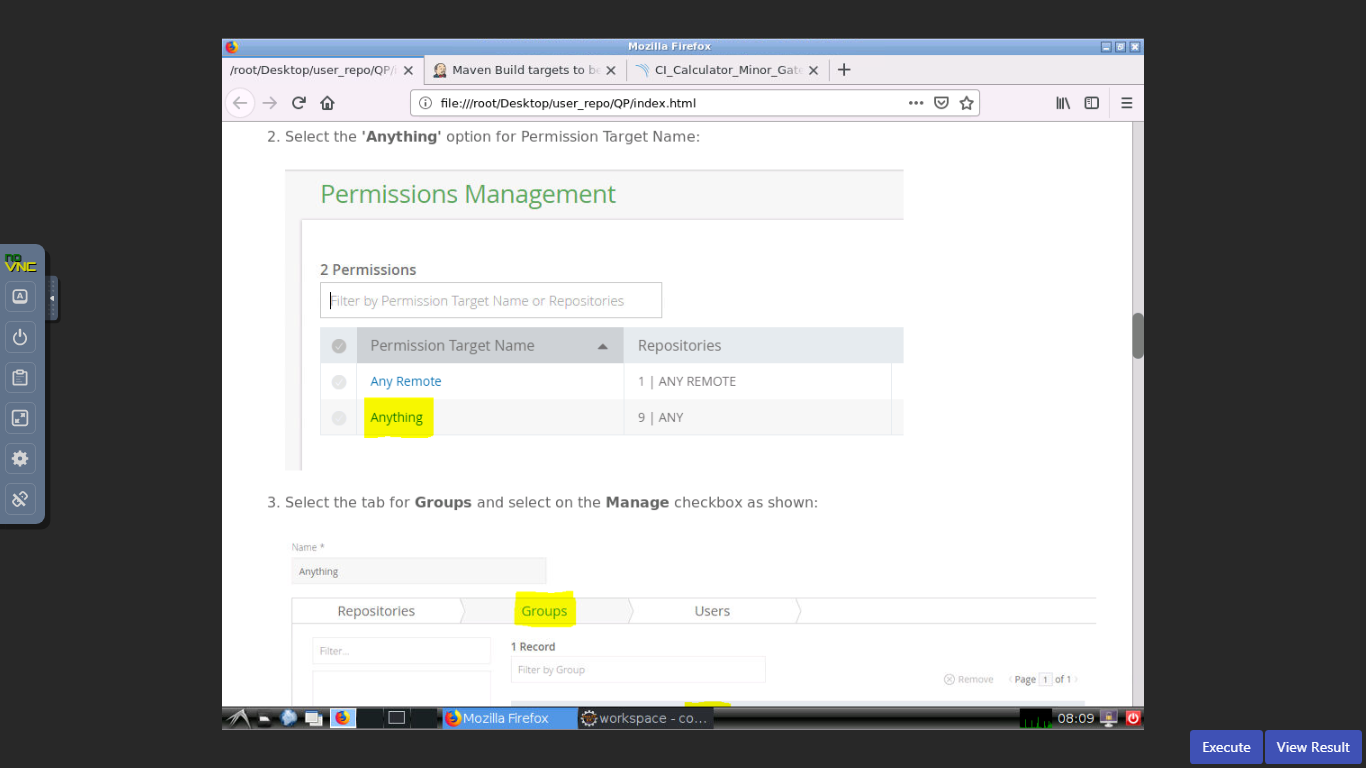 Mozilla Firefox
/root/Desktop/user_repo/QP/i
Maven Build targets to be
CI_Calculator_Minor_Gate
file:///root/Desktop/user_repo/QP/index.html
2. Select the 'Anything' option for Permission Target Name:
Permissions Management
2 Permissions
Filter by Permission Target Name or Repositories
Permission Target Name
Repositories
Any Remote
1 | ANY REMOTE
Anything
9 | ANY
3. Select the tab for Groups and select on the Manage checkbox as shown:
Name *
Anything
Repositories
Groups
Users
Filter...
1 Record
Filter by Group
Remove
Page 1 of 1
noVNC
A
Mozilla Firefox
workspace - co...
08:09
Execute
View Result